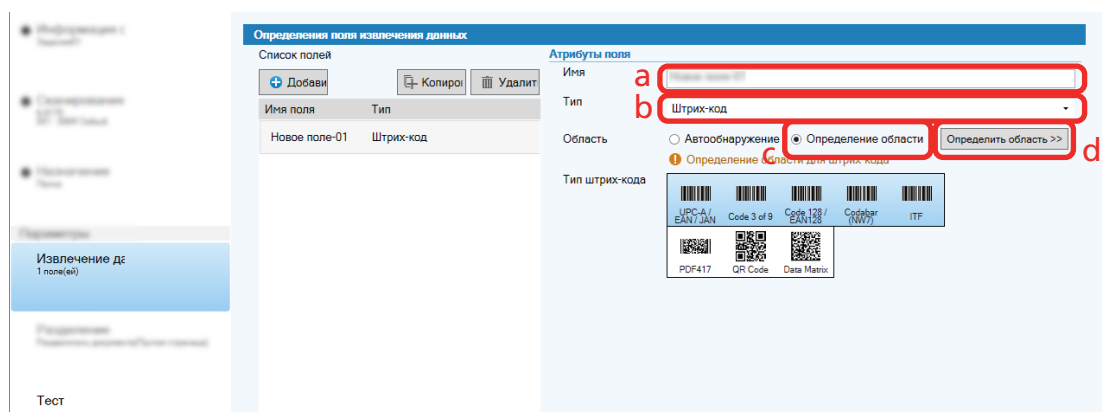 Определения поля извлечения данных
Список полей
Добави
Копиро
Удалит
Имя поля Тип
Новое поле-01 Штрих-код
Атрибуты поля
Имя
a
Тип
b
Штрих-код
Область
Автообнаружение
Определение области
Определить область >>
c
d
Определение области для штрих-кода
Тип штрих-кода
UPC-A /
EAN / JAN
Code 3 of 9
Code 128 /
EAN128
Codabar
(NW7)
ITF
PDF417
QR Code
Data Matrix
Извлечение да
1 поле(ей)
Тест